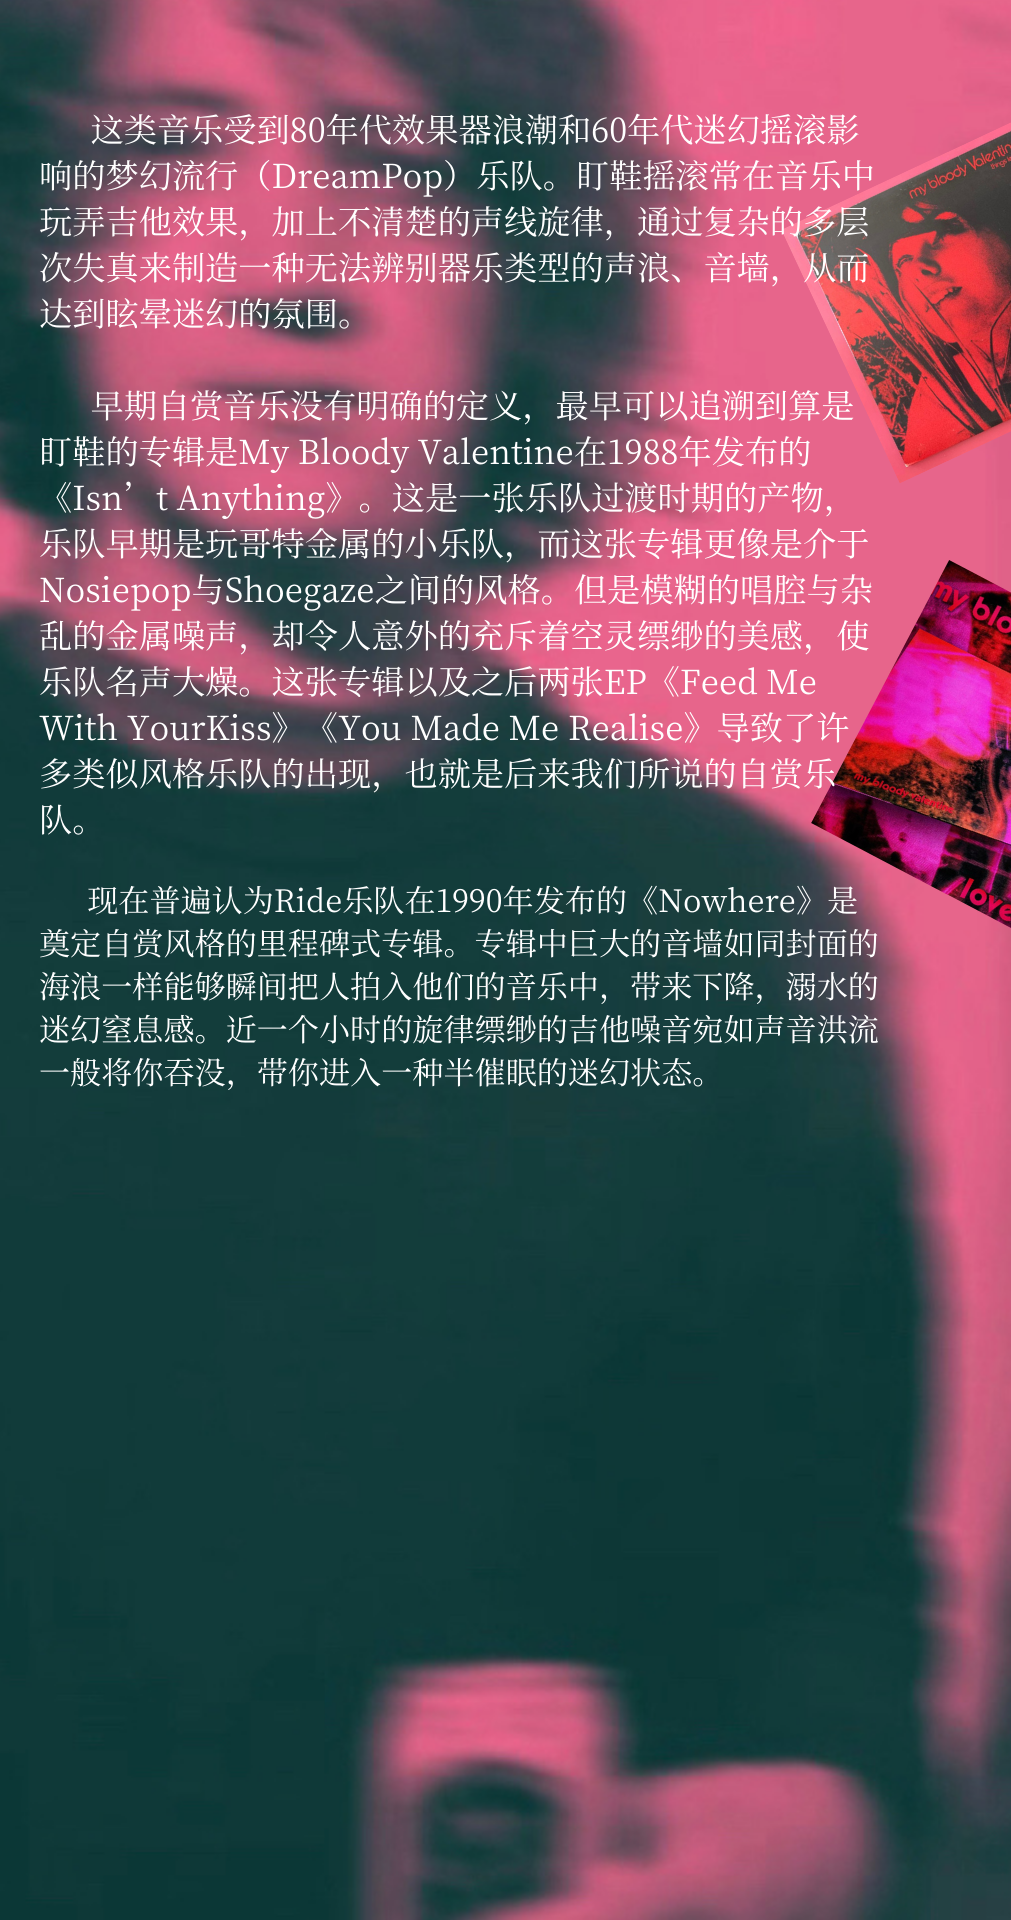 这类音乐受到80年代效果器浪潮和60年代迷幻摇滚影
响的梦幻流行（DreamPop）乐队。盯鞋摇滚常在音乐中
玩弄吉他效果，加上不清楚的声线旋律，通过复杂的多层
次失真来制造一种无法辨别器乐类型的声浪、音墙，从而
达到眩晕迷幻的氛围。
早期自赏音乐没有明确的定义，最早可以追溯到算是
盯鞋的专辑是My Bloody Valentine在1988年发布的
《Isn’t Anything》。这是一张乐队过渡时期的产物，
乐队早期是玩哥特金属的小乐队，而这张专辑更像是介于
Nosiepop与Shoegaze之间的风格。但是模糊的唱腔与杂
乱的金属噪声，却令人意外的充斥着空灵缥缈的美感，使
乐队名声大燥。这张专辑以及之后两张EP《Feed Me
With YourKiss》《You Made Me Realise》导致了许
多类似风格乐队的出现，也就是后来我们所说的自赏乐
队。
现在普遍认为Ride乐队在1990年发布的《Nowhere》是
奠定自赏风格的里程碑式专辑。专辑中巨大的音墙如同封面的
海浪一样能够瞬间把人拍入他们的音乐中，带来下降，溺水的
迷幻窒息感。近一个小时的旋律缥缈的吉他噪音宛如声音洪流
一般将你吞没，带你进入一种半催眠的迷幻状态。
my bloody Valentin
my blo
my bloody valentine
love